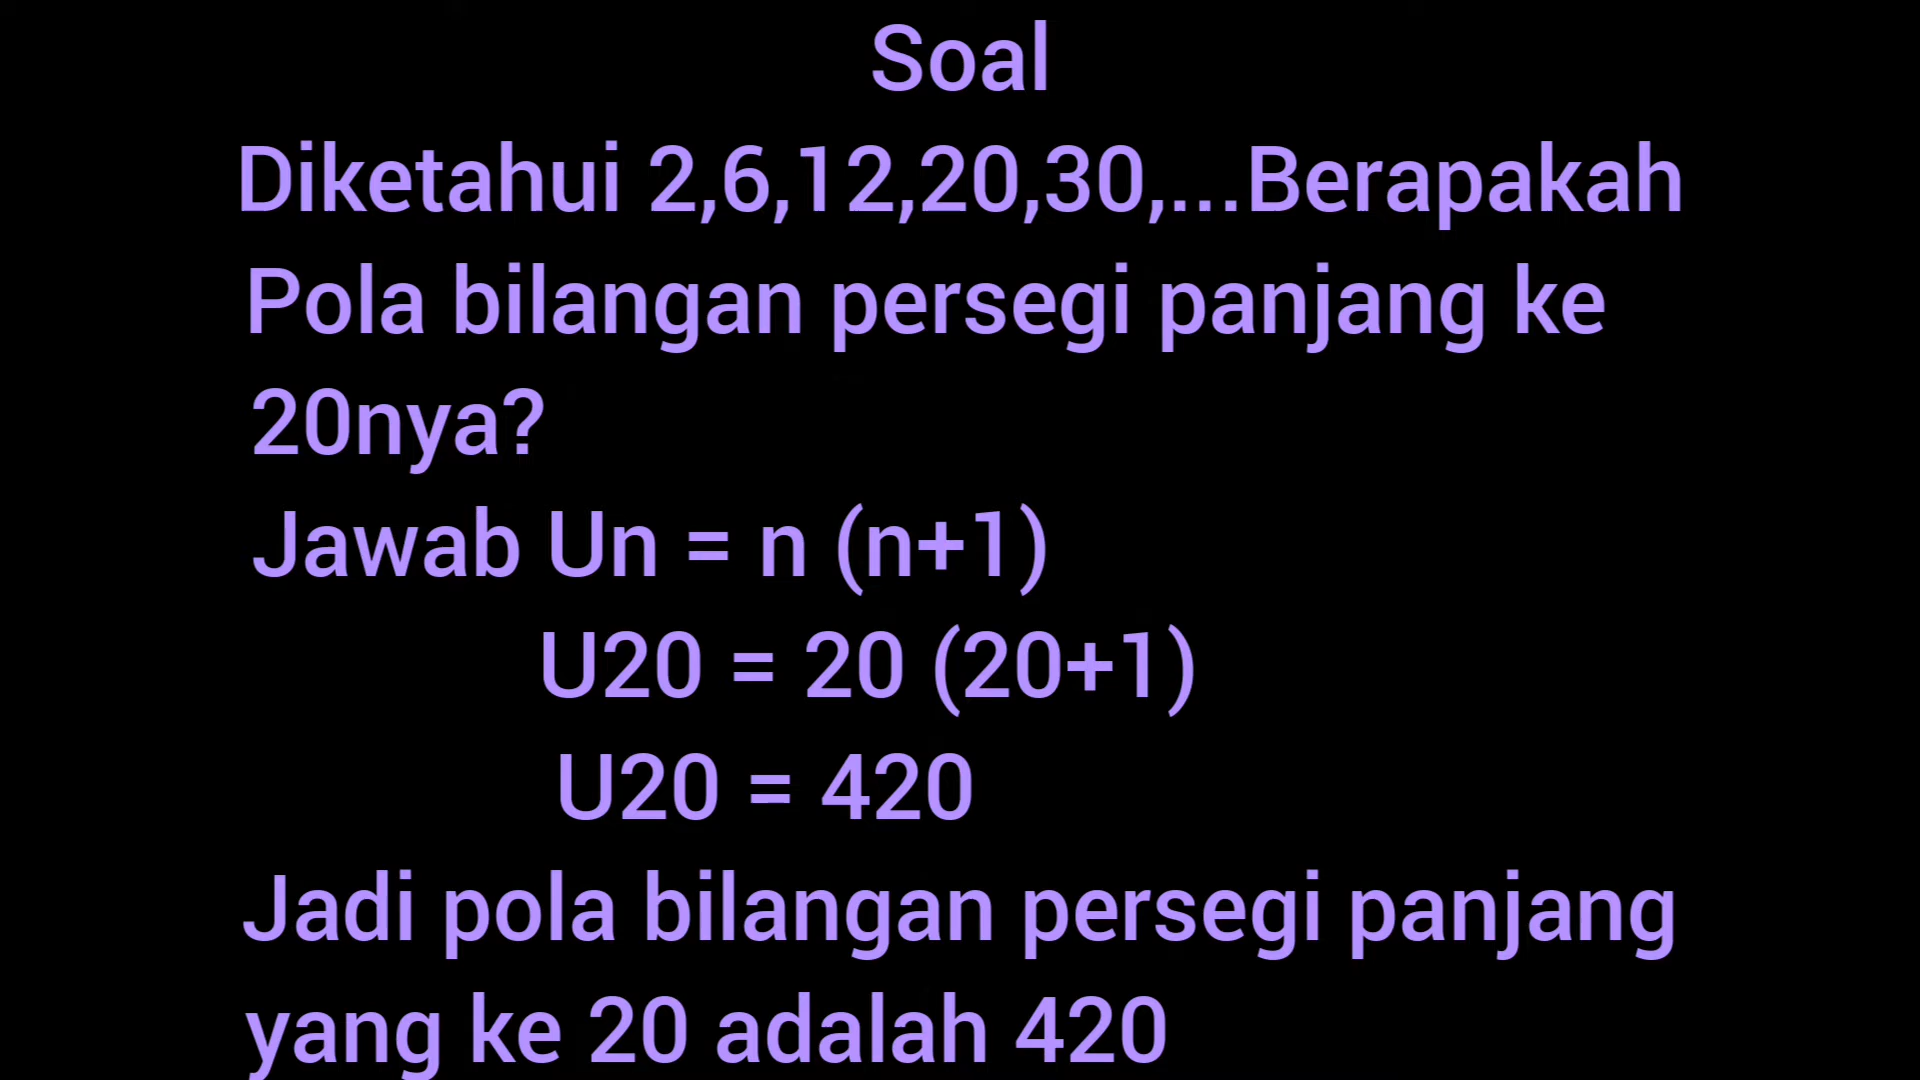 Soal
Diketahui 2,6,12,20,30,...Berapakah
Pola bilangan persegi panjang ke
20nya?
Jawab Un = n (n+1)
U20 = 20 (20+1)
U20 = 420
Jadi pola bilangan persegi panjang
yang ke 20 adalah 420